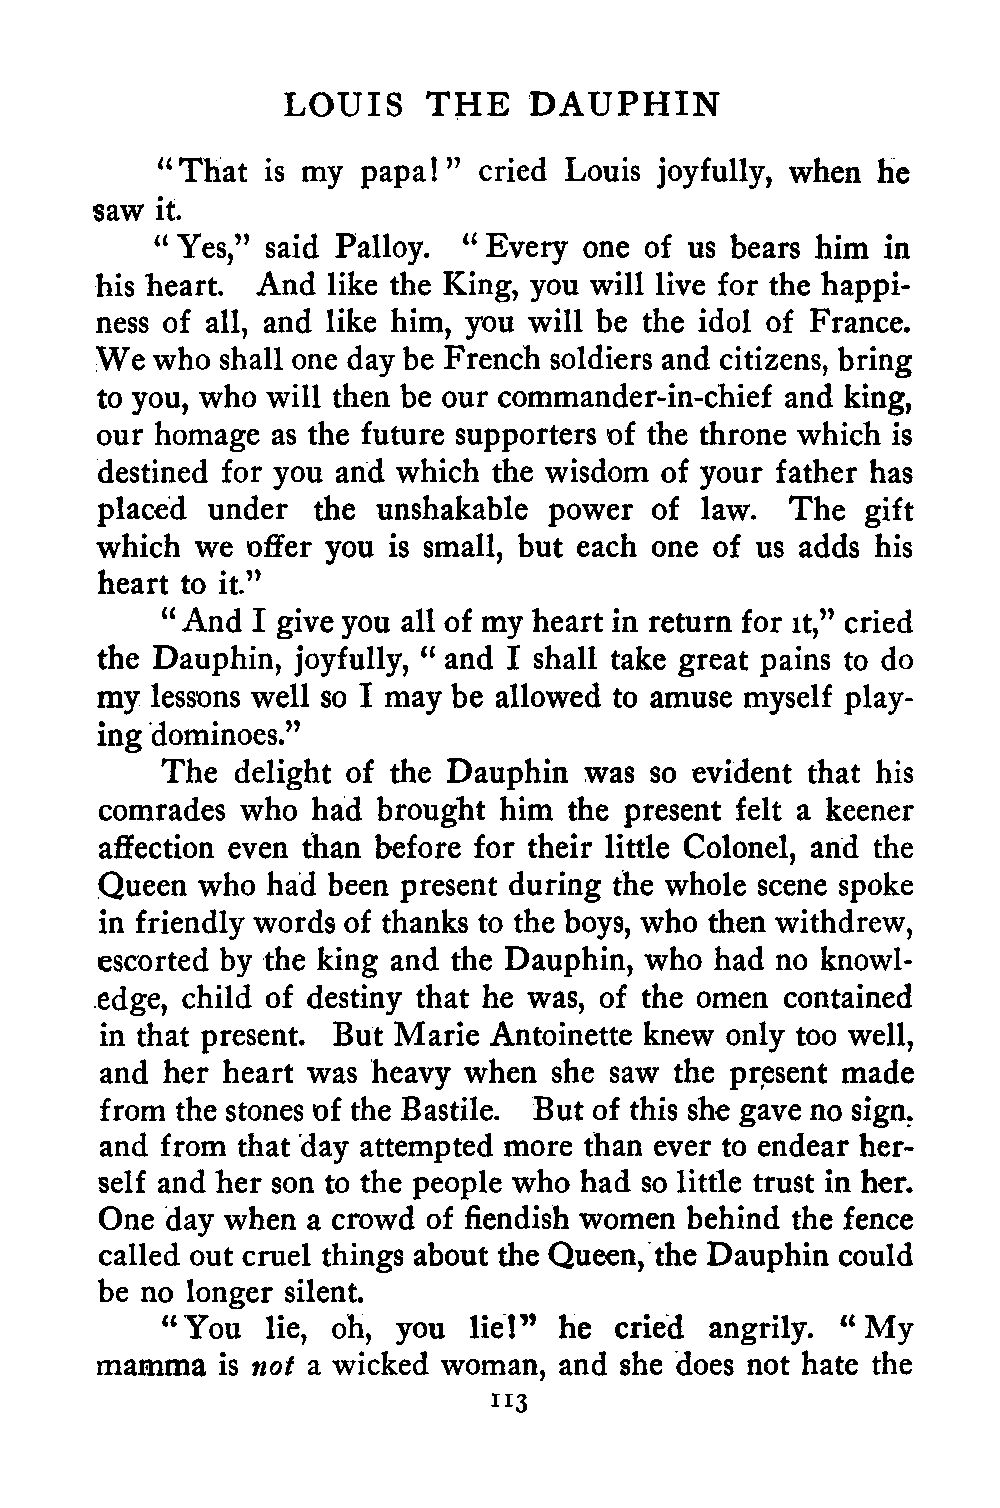 LOUIS THE DAUPHIN
“That is my papa!” cried Louis joyfully, when he
saw it.
“Yes,” said Palloy. “Every one of us bears him in
his heart. And like the King, you will live for the happi-
ness of all, and like him, you will be the idol of France.
We who shall one day be French soldiers and citizens, bring
to you, who will then be our commander-in-chief and king,
our homage as the future supporters of the throne which is
destined for you and which the wisdom of your father has
placed under the unshakable power of law. The gift
which we offer you is small, but each one of us adds his
heart to it.”
“And I give you all of my heart in return for it,” cried
the Dauphin, joyfully, “and I shall take great pains to do
my lessons well so I may be allowed to amuse myself play-
ing dominoes.”
The delight of the Dauphin was so evident that his
comrades who had brought him the present felt a keener
affection even than before for their little Colonel, and the
Queen who had been present during the whole scene spoke
in friendly words of thanks to the boys, who then withdrew,
escorted by the king and the Dauphin, who had no knowl-
edge, child of destiny that he was, of the omen contained
in that present. But Marie Antoinette knew only too well,
and her heart was heavy when she saw the present made
from the stones of the Bastile. But of this she gave no sign,
and from that day attempted more than ever to endear her-
self and her son to the people who had so little trust in her.
One day when a crowd of fiendish women behind the fence
called out cruel things about the Queen, the Dauphin could
be no longer silent.
“You lie, oh, you lie!” he cried angrily. “My
mamma is not a wicked woman, and she does not hate the
113